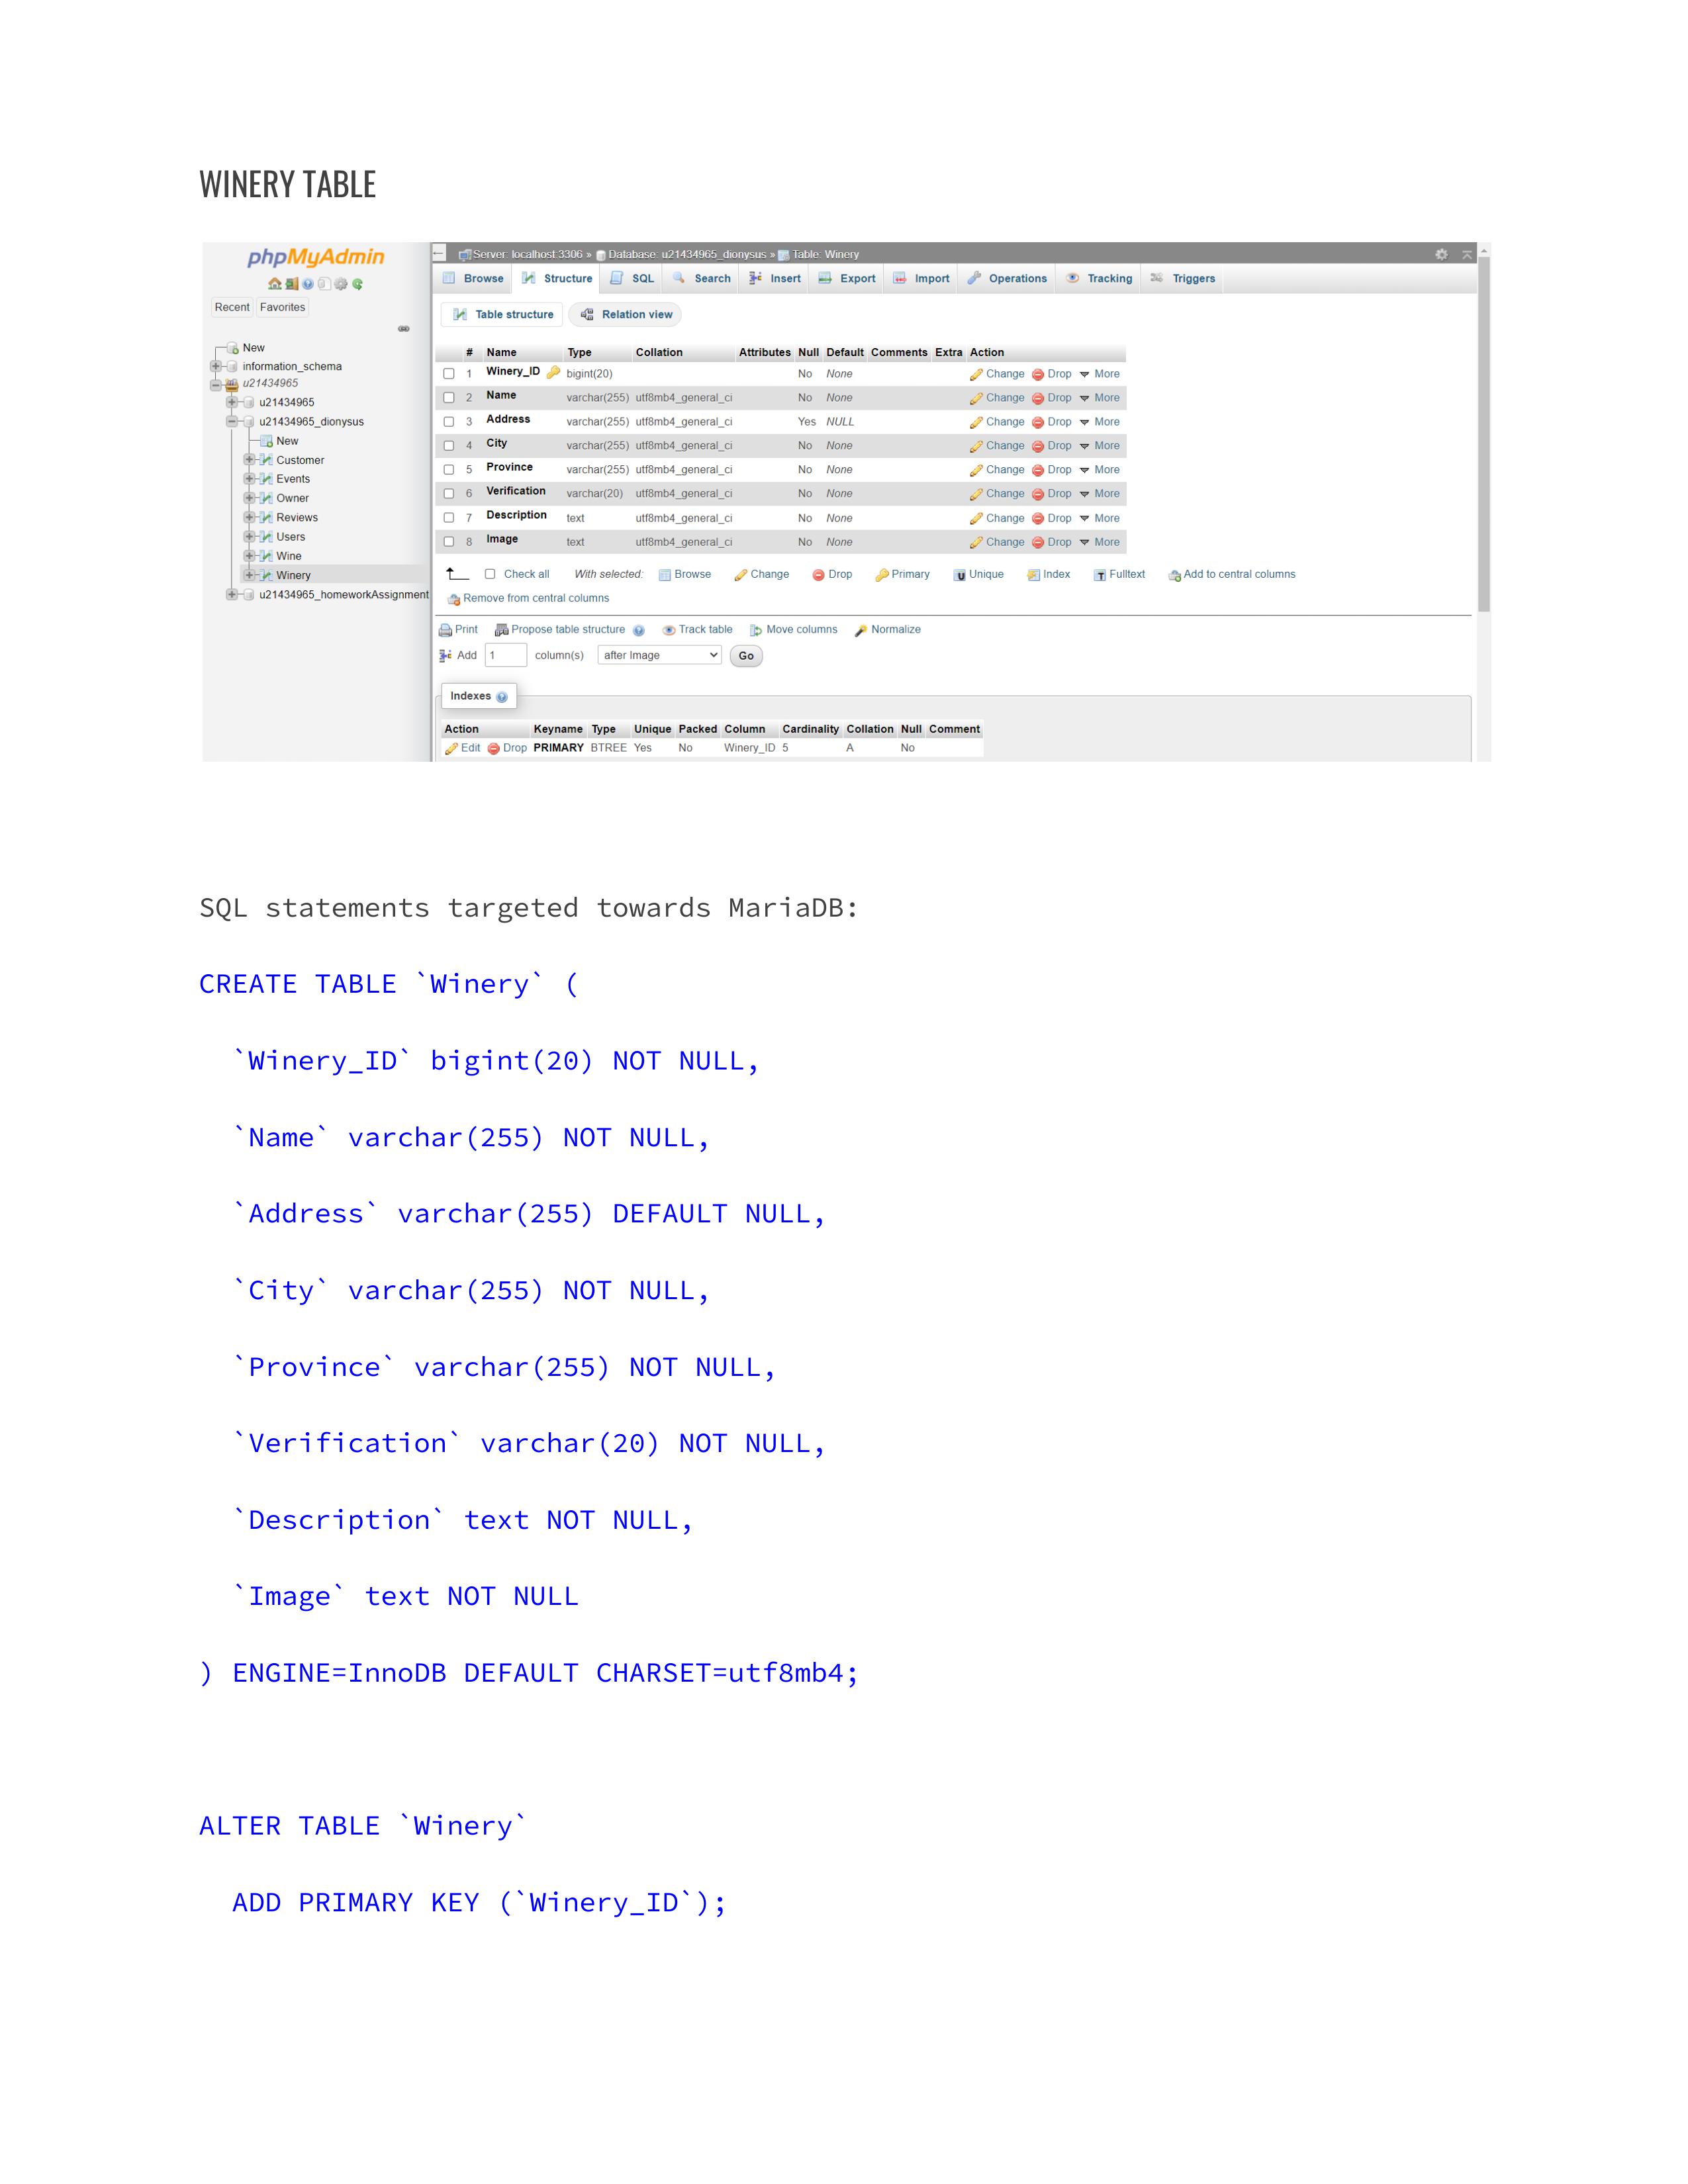 WINERY TABLE
phpMyAdmin
Recent Favorites
New
information_schema
u21434965
u21434965
u21434965_dionysus
New
Customer
Events
Owner
Reviews
Users
Wine
Winery
u21434965_homeworkAssignment
Server: localhost:3306 » Database: u21434965_dionysus » Table: Winery
Browse Structure SQL Search Insert Export Import Operations Tracking Triggers
Table structure Relation view
# Name Type Collation Attributes Null Default Comments Extra Action
1 Winery_ID bigint(20) No None Change Drop More
2 Name varchar(255) utf8mb4_general_ci No None Change Drop More
3 Address varchar(255) utf8mb4_general_ci Yes NULL Change Drop More
4 City varchar(255) utf8mb4_general_ci No None Change Drop More
5 Province varchar(255) utf8mb4_general_ci No None Change Drop More
6 Verification varchar(20) utf8mb4_general_ci No None Change Drop More
7 Description text utf8mb4_general_ci No None Change Drop More
8 Image text utf8mb4_general_ci No None Change Drop More
Check all With selected: Browse Change Drop Primary Unique Index Fulltext Add to central columns
Remove from central columns
Print Propose table structure Track table Move columns Normalize
Add 1 column(s) after Image Go
Indexes
Action Keyname Type Unique Packed Column Cardinality Collation Null Comment
Edit Drop PRIMARY BTREE Yes No Winery_ID 5 A No
SQL statements targeted towards MariaDB:
CREATE TABLE `Winery` (
`Winery_ID` bigint(20) NOT NULL,
`Name` varchar(255) NOT NULL,
`Address` varchar(255) DEFAULT NULL,
`City` varchar(255) NOT NULL,
`Province` varchar(255) NOT NULL,
`Verification` varchar(20) NOT NULL,
`Description` text NOT NULL,
`Image` text NOT NULL
) ENGINE=InnoDB DEFAULT CHARSET=utf8mb4;
ALTER TABLE `Winery`
ADD PRIMARY KEY (`Winery_ID`);